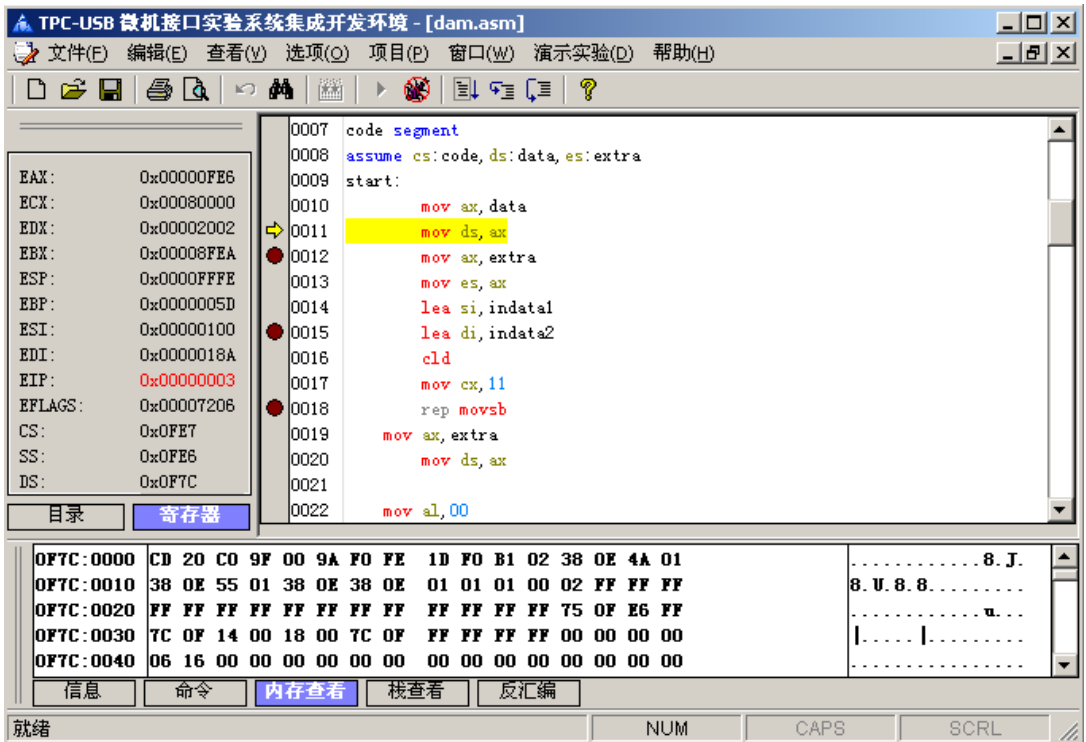 TPC-USB 微机接口实验系统集成开发环境 - [dam.asm]
文件(F) 编辑(E) 查看(V) 选项(O) 项目(P) 窗口(W) 演示实验(D) 帮助(H)
EAX: 0x00000FE6
ECX: 0x00080000
EDX: 0x00002002
EBX: 0x00008FEA
ESP: 0x0000FFFE
EBP: 0x0000005D
ESI: 0x00000100
EDI: 0x0000018A
EIP: 0x00000003
EFLAGS: 0x00007206
CS: 0x0FE7
SS: 0x0FE6
DS: 0x0F7C
目录 寄存器
0007 code segment
0008 assume cs:code,ds:data,es:extra
0009 start:
0010 mov ax,data
0011 mov ds,ax
0012 mov ax,extra
0013 mov es,ax
0014 lea si,indata1
0015 lea di,indata2
0016 cld
0017 mov cx,11
0018 rep movsb
0019 mov ax,extra
0020 mov ds,ax
0021
0022 mov al,00
0F7C:0000 CD 20 C0 9F 00 9A F0 FE 1D F0 B1 02 38 0E 4A 01 ............8.J.
0F7C:0010 38 0E 55 01 38 0E 38 0E 01 01 01 00 02 FF FF FF 8.U.8.8.........
0F7C:0020 FF FF FF FF FF FF FF FF FF FF FF FF 75 0F E6 FF ............u...
0F7C:0030 7C 0F 14 00 18 00 7C 0F FF FF FF FF 00 00 00 00 |.....|.........
0F7C:0040 06 16 00 00 00 00 00 00 00 00 00 00 00 00 00 00 ................
信息 命令 内存查看 栈查看 反汇编
就绪 NUM CAPS SCRL